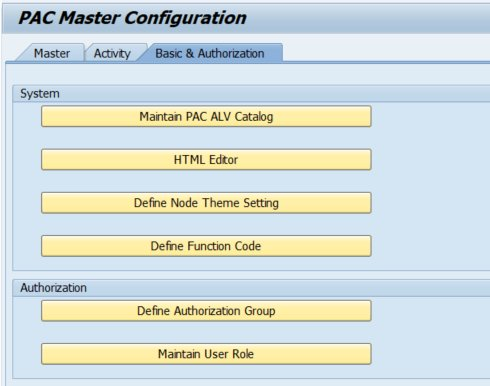 PAC Master Configuration
Master Activity Basic & Authorization
System
Maintain PAC ALV Catalog
HTML Editor
Define Node Theme Setting
Define Function Code
Authorization
Define Authorization Group
Maintain User Role